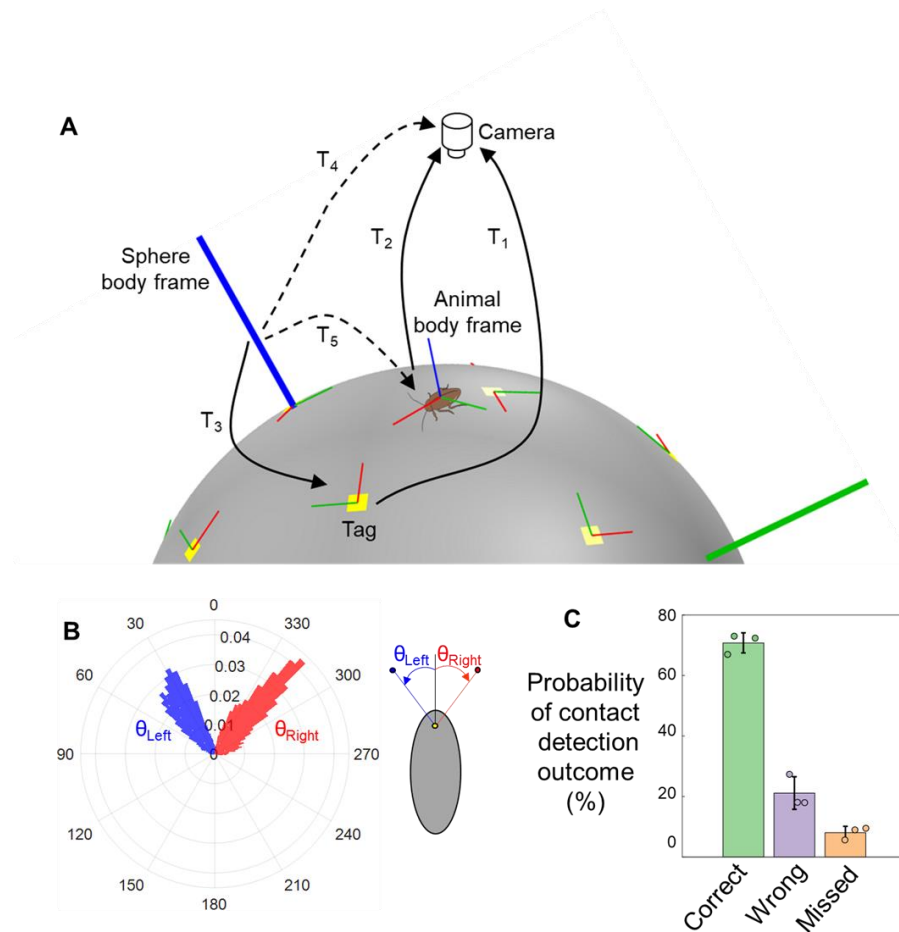 A
Camera
T4
T2
T1
Sphere
body frame
Animal
body frame
T5
T3
Tag
B
0
30
330
0.04
60
0.03
300
0.02
0.01
θLeft
θRight
90
0
270
120
240
150
210
180
θLeft
θRight
C
80
60
40
20
0
Probability
of contact
detection
outcome
(%)
Correct
Wrong
Missed